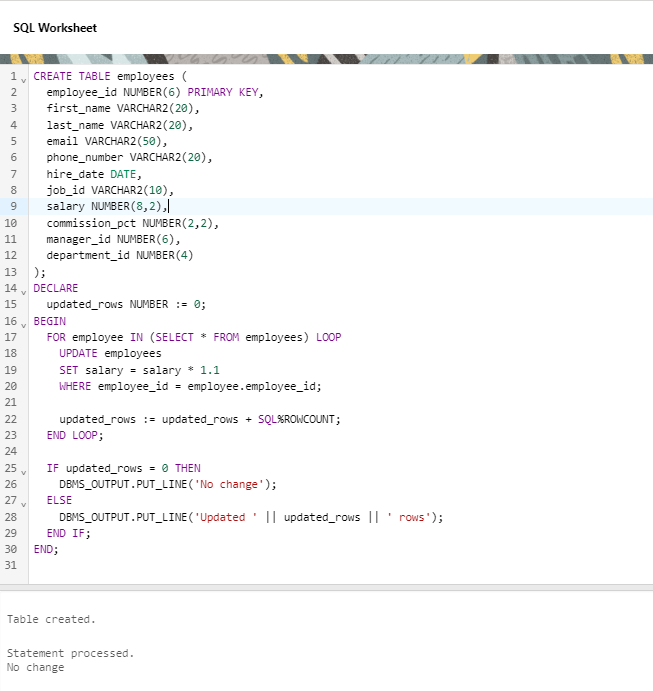 SQL Worksheet
1 CREATE TABLE employees (
2 employee_id NUMBER(6) PRIMARY KEY,
3 first_name VARCHAR2(20),
4 last_name VARCHAR2(20),
5 email VARCHAR2(50),
6 phone_number VARCHAR2(20),
7 hire_date DATE,
8 job_id VARCHAR2(10),
9 salary NUMBER(8,2),
10 commission_pct NUMBER(2,2),
11 manager_id NUMBER(6),
12 department_id NUMBER(4)
13 );
14 DECLARE
15 updated_rows NUMBER := 0;
16 BEGIN
17 FOR employee IN (SELECT * FROM employees) LOOP
18 UPDATE employees
19 SET salary = salary * 1.1
20 WHERE employee_id = employee.employee_id;
21
22 updated_rows := updated_rows + SQL%ROWCOUNT;
23 END LOOP;
24
25 IF updated_rows = 0 THEN
26 DBMS_OUTPUT.PUT_LINE('No change');
27 ELSE
28 DBMS_OUTPUT.PUT_LINE('Updated ' || updated_rows || ' rows');
29 END IF;
30 END;
31
Table created.
Statement processed.
No change